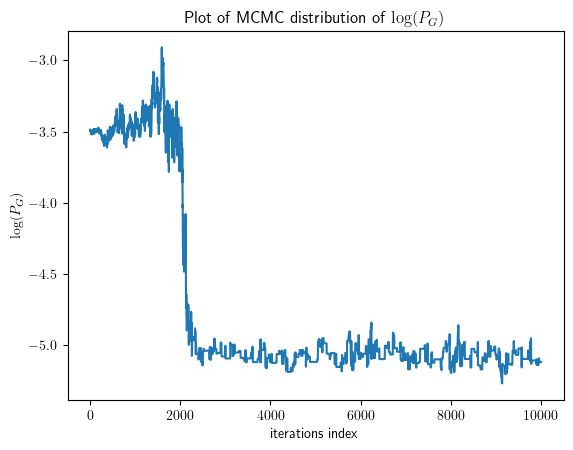 Plot of MCMC distribution of log(P_G)
−3.0
−3.5
−4.0
−4.5
−5.0
log(P_G)
0 2000 4000 6000 8000 10000
iterations index